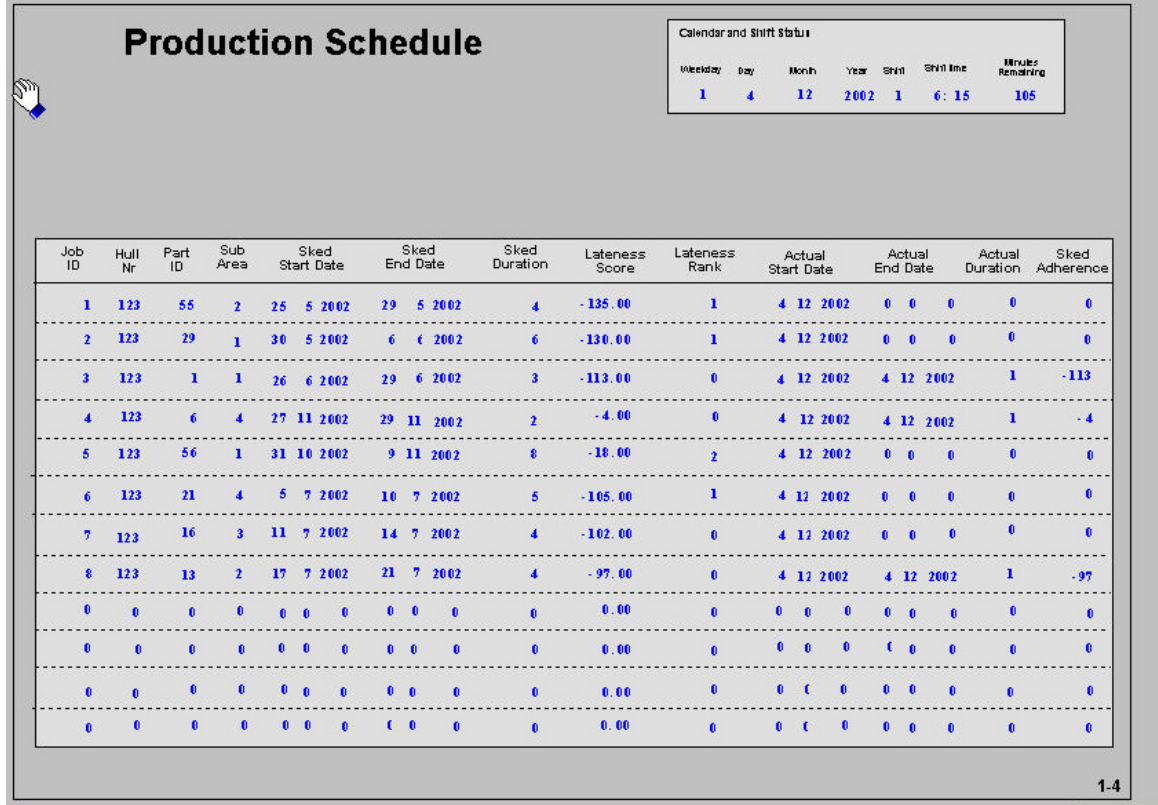 Production Schedule
Calendar and Shift Status
Weekday Day Month Year Shift Shift time Minutes Remaining
1 4 12 2002 1 6: 15 105
Job ID Hull Nr Part ID Sub Area Sked Start Date Sked End Date Sked Duration Lateness Score Lateness Rank Actual Start Date Actual End Date Actual Duration Sked Adherence
1 123 55 2 25 5 2002 29 5 2002 4 -135.00 1 4 12 2002 0 0 0 0 0
2 123 29 1 30 5 2002 6 2002 6 -130.00 1 4 12 2002 0 0 0 0 0
3 123 1 1 26 6 2002 29 6 2002 3 -113.00 0 4 12 2002 4 12 2002 1 -113
4 123 6 4 27 11 2002 29 11 2002 2 -4.00 0 4 12 2002 4 12 2002 1 -4
5 123 56 1 31 10 2002 9 11 2002 8 -18.00 2 4 12 2002 0 0 0 0 0
6 123 21 4 5 7 2002 10 7 2002 5 -105.00 1 4 12 2002 0 0 0 0 0
7 123 16 3 11 7 2002 14 7 2002 4 -102.00 0 4 12 2002 0 0 0 0 0
8 123 13 2 17 7 2002 21 7 2002 4 -97.00 0 4 12 2002 4 12 2002 1 -97
0 0 0 0 0 0 0 0 0 0 0 0.00 0 0 0 0 0 0 0 0 0
0 0 0 0 0 0 0 0 0 0 0 0.00 0 0 0 0 0 0 0 0
0 0 0 0 0 0 0 0 0 0 0 0.00 0 0 0 0 0 0 0 0
0 0 0 0 0 0 0 0 0 0 0.00 0 0 0 0 0 0 0 0
1-4